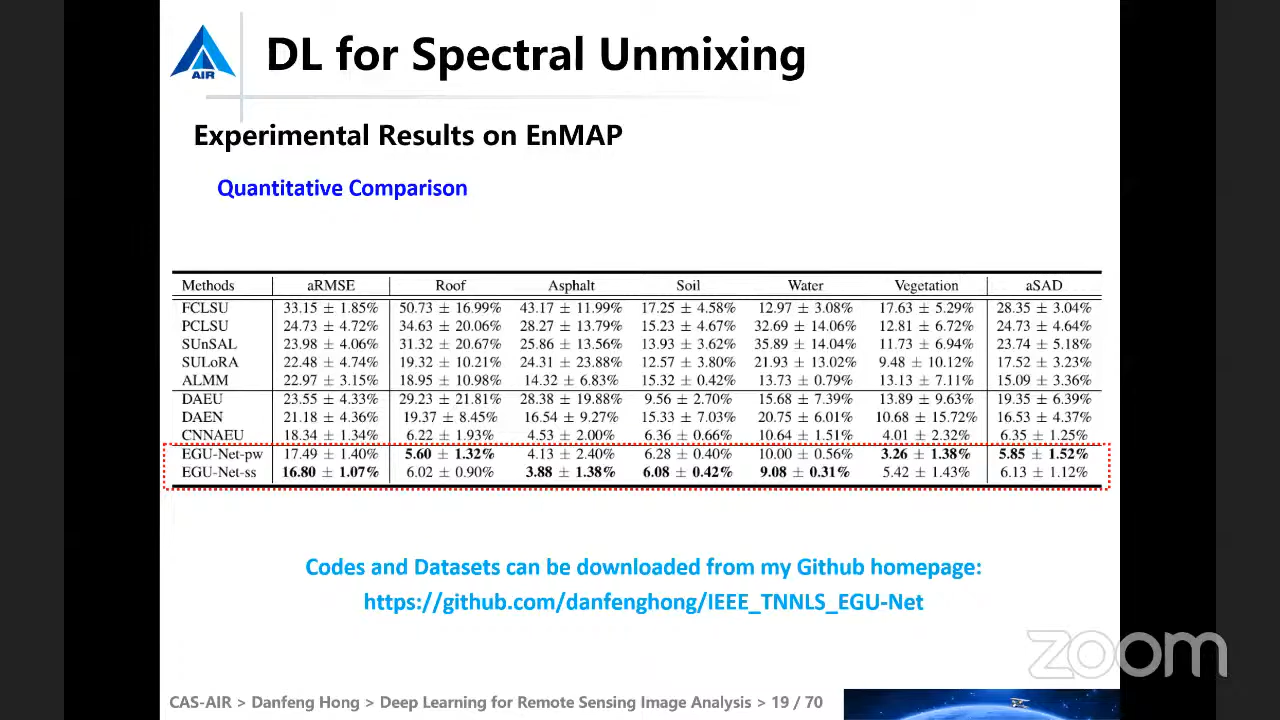 AIR
DL for Spectral Unmixing
Experimental Results on EnMAP
Quantitative Comparison
Methods aRMSE Roof Asphalt Soil Water Vegetation aSAD
FCLSU 33.15 ± 1.85% 50.73 ± 16.99% 43.17 ± 11.99% 17.25 ± 4.58% 12.97 ± 3.08% 17.63 ± 5.29% 28.35 ± 3.04%
PCLSU 24.73 ± 4.72% 34.63 ± 20.06% 28.27 ± 13.79% 15.23 ± 4.67% 32.69 ± 14.06% 12.81 ± 6.72% 24.73 ± 4.64%
SUnSAL 23.98 ± 4.06% 31.32 ± 20.67% 25.86 ± 13.56% 13.93 ± 3.62% 35.89 ± 14.04% 11.73 ± 6.94% 23.74 ± 5.18%
SULoRA 22.48 ± 4.74% 19.32 ± 10.21% 24.31 ± 23.88% 12.57 ± 3.80% 21.93 ± 13.02% 9.48 ± 10.12% 17.52 ± 3.23%
ALMM 22.97 ± 3.15% 18.95 ± 10.98% 14.32 ± 6.83% 15.32 ± 0.42% 13.73 ± 0.79% 13.13 ± 7.11% 15.09 ± 3.36%
DAEU 23.55 ± 4.33% 29.23 ± 21.81% 28.38 ± 19.88% 9.56 ± 2.70% 15.68 ± 7.39% 13.89 ± 9.63% 19.35 ± 6.39%
DAEN 21.18 ± 4.36% 19.37 ± 8.45% 16.54 ± 9.27% 15.33 ± 7.03% 20.75 ± 6.01% 10.68 ± 15.72% 16.53 ± 4.37%
CNNAEU 18.34 ± 1.34% 6.22 ± 1.93% 4.53 ± 2.00% 6.36 ± 0.66% 10.64 ± 1.51% 4.01 ± 2.32% 6.35 ± 1.25%
EGU-Net-pw 17.49 ± 1.40% 5.60 ± 1.32% 4.13 ± 2.40% 6.28 ± 0.40% 10.00 ± 0.56% 3.26 ± 1.38% 5.85 ± 1.52%
EGU-Net-ss 16.80 ± 1.07% 6.02 ± 0.90% 3.88 ± 1.38% 6.08 ± 0.42% 9.08 ± 0.31% 5.42 ± 1.43% 6.13 ± 1.12%
Codes and Datasets can be downloaded from my Github homepage:
https://github.com/danfenghong/IEEE_TNNLS_EGU-Net
zoom
CAS-AIR > Danfeng Hong > Deep Learning for Remote Sensing Image Analysis > 19 / 70